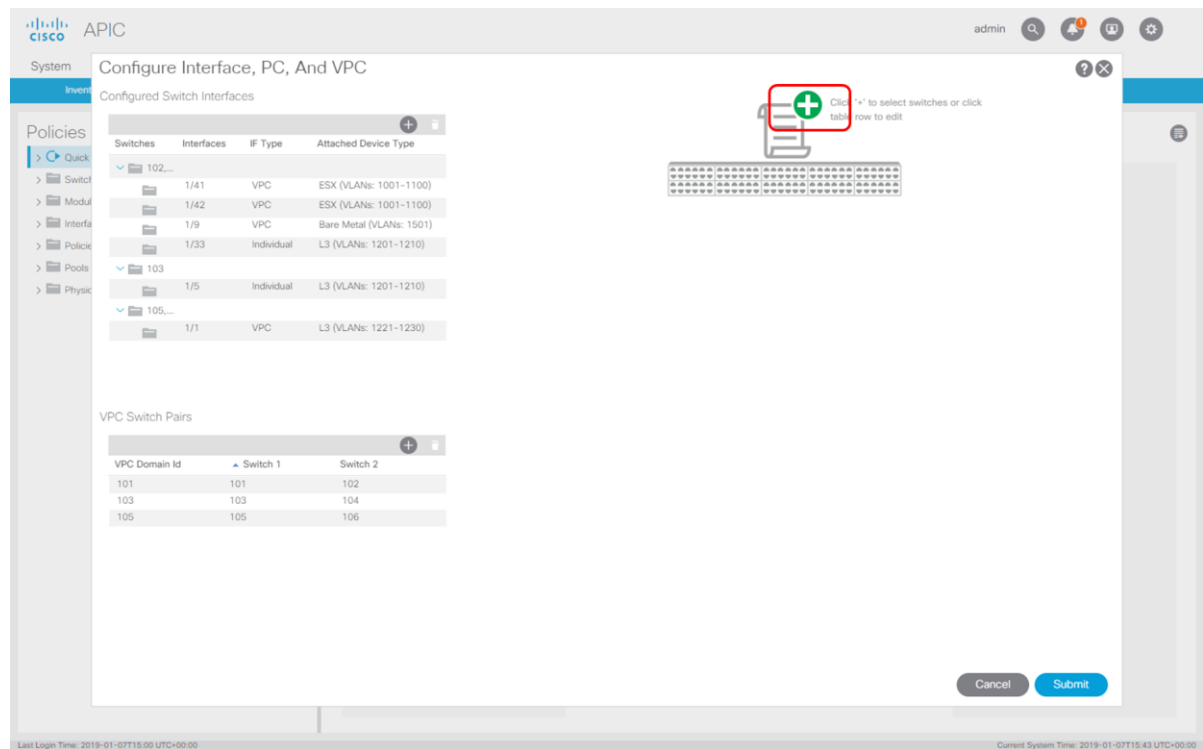 CISCO
APIC
admin
1
System
Configure Interface, PC, And VPC
Invent
Configured Switch Interfaces
Click '+' to select switches or click
table row to edit
Policies
Switches Interfaces IF Type Attached Device Type
Quick
102,...
Switch
1/41 VPC ESX (VLANs: 1001-1100)
Modul
1/42 VPC ESX (VLANs: 1001-1100)
Interfa
1/9 VPC Bare Metal (VLANs: 1501)
Policie
1/33 Individual L3 (VLANs: 1201-1210)
Pools
103
Physic
1/5 Individual L3 (VLANs: 1201-1210)
105,...
1/1 VPC L3 (VLANs: 1221-1230)
VPC Switch Pairs
VPC Domain Id Switch 1 Switch 2
101 101 102
103 103 104
105 105 106
Cancel Submit
Last Login Time: 2019-01-07T15:00 UTC+00:00
Current System Time: 2019-01-07T15:43 UTC+00:00